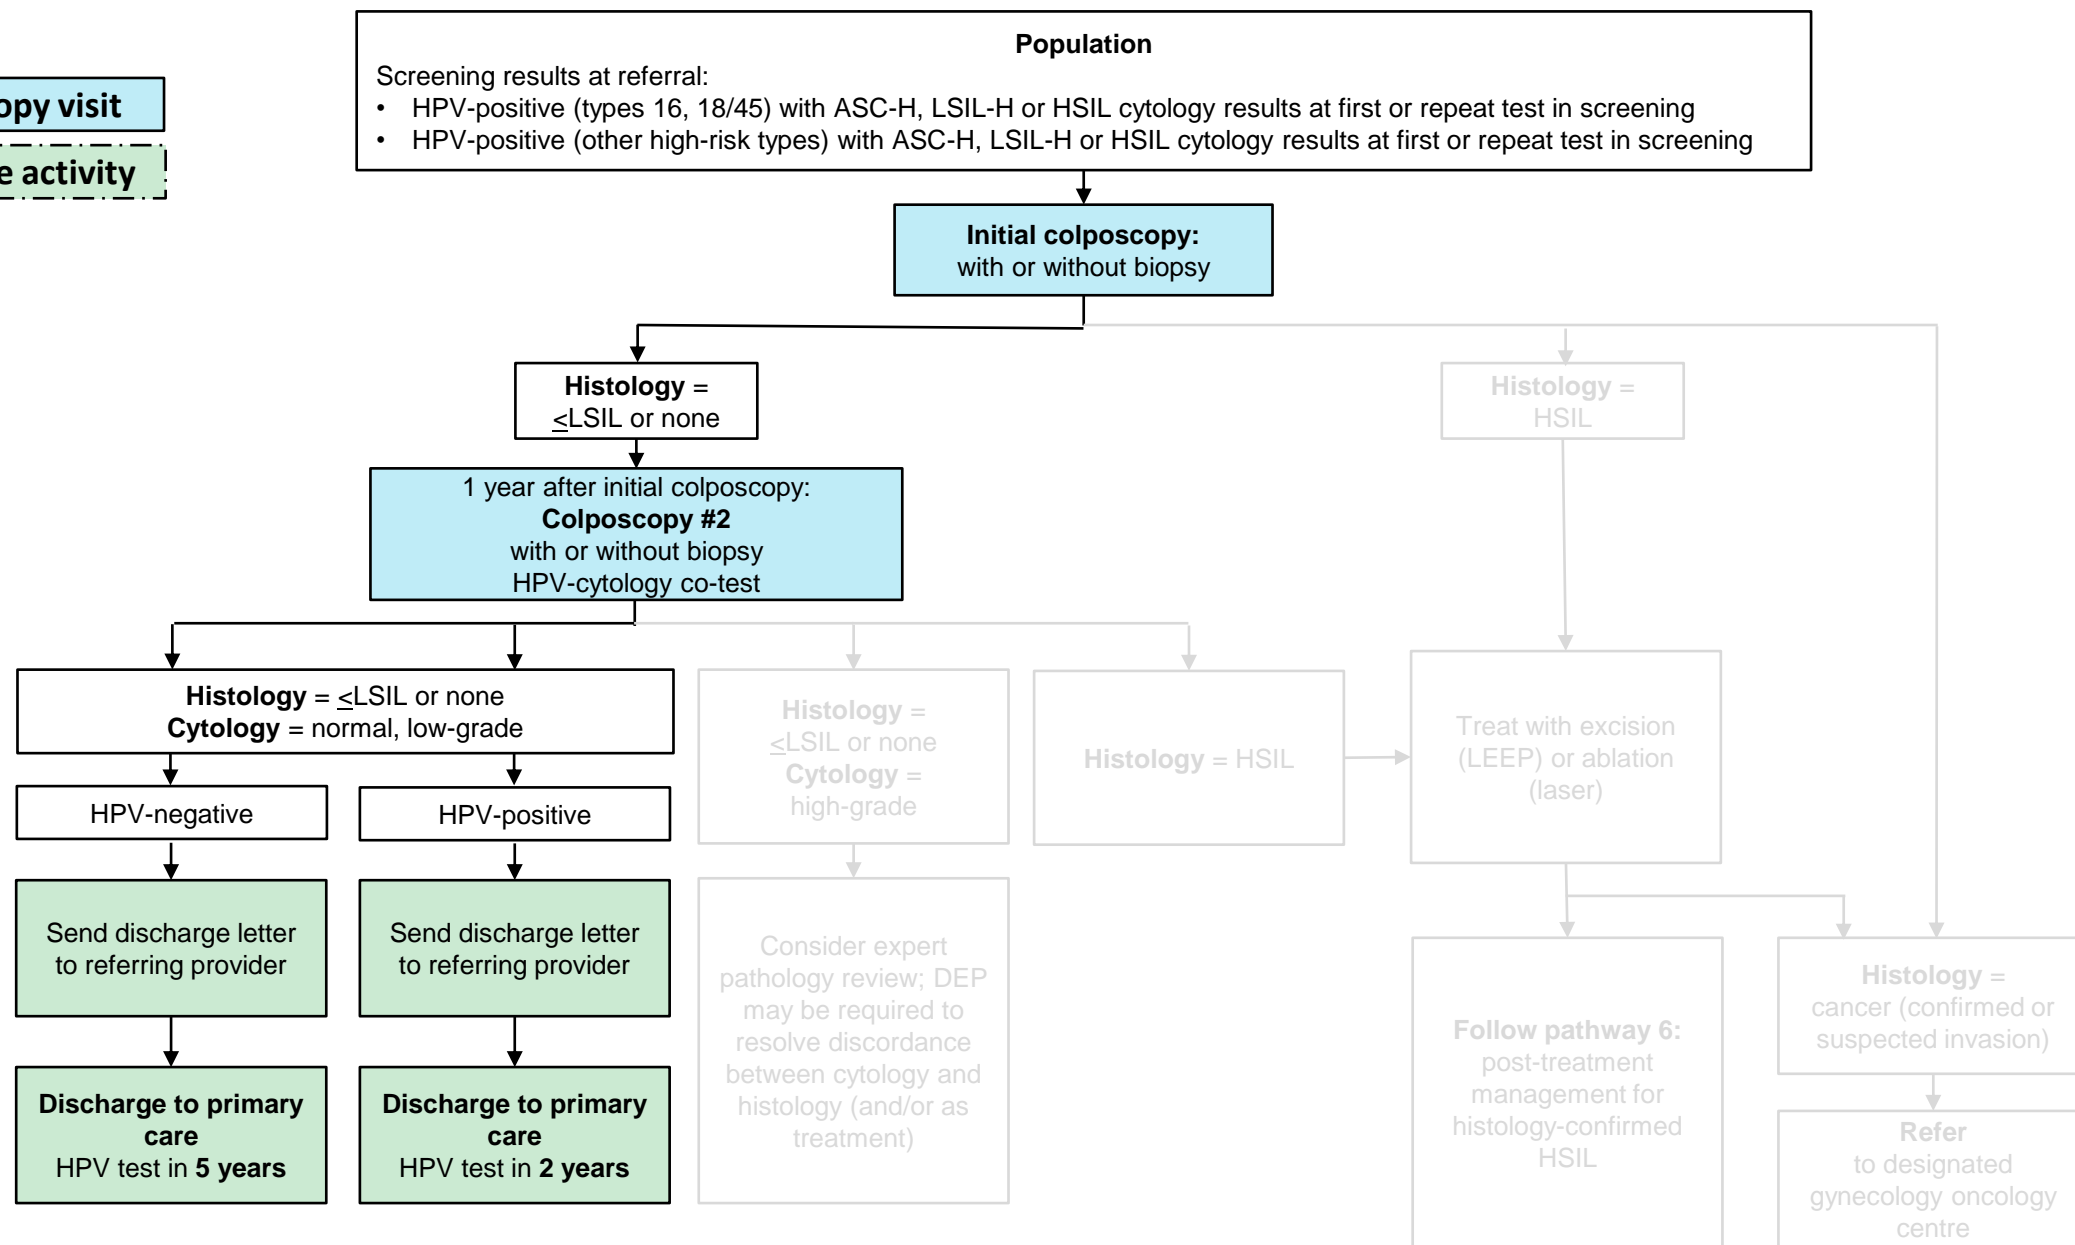 Population
Screening results at referral:
• HPV-positive (types 16, 18/45) with ASC-H, LSIL-H or HSIL cytology results at first or repeat test in screening
• HPV-positive (other high-risk types) with ASC-H, LSIL-H or HSIL cytology results at first or repeat test in screening
opy visit
e activity
Initial colposcopy:
with or without biopsy
Histology =
<LSIL or none
Histology =
HSIL
1 year after initial colposcopy:
Colposcopy #2
with or without biopsy
HPV-cytology co-test
Histology = <LSIL or none
Cytology = normal, low-grade
Histology =
<LSIL or none
Cytology =
high-grade
Histology = HSIL
Treat with excision
(LEEP) or ablation
(laser)
HPV-negative
HPV-positive
Send discharge letter
to referring provider
Send discharge letter
to referring provider
Consider expert
pathology review; DEP
may be required to
resolve discordance
between cytology and
histology (and/or as
treatment)
Follow pathway 6:
post-treatment
management for
histology-confirmed
HSIL
Histology =
cancer (confirmed or
suspected invasion)
Discharge to primary
care
HPV test in 5 years
Discharge to primary
care
HPV test in 2 years
Refer
to designated
gynecology oncology
centre